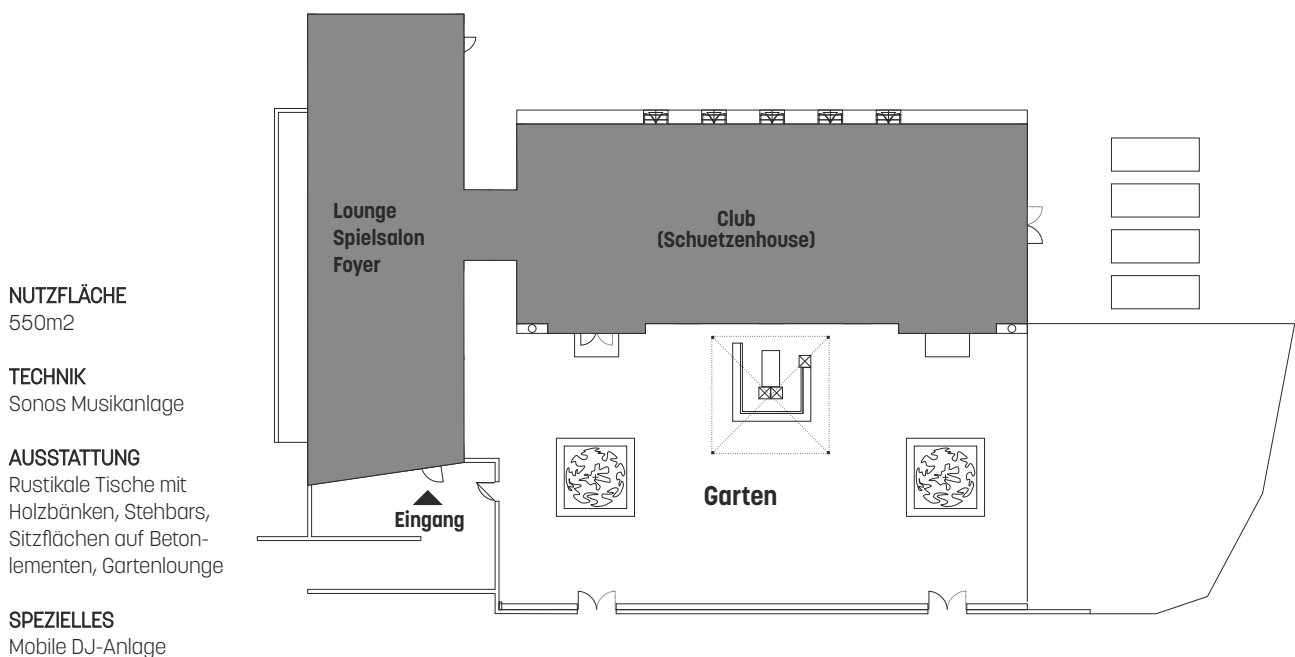 NUTZFLÄCHE
550m2
TECHNIK
Sonos Musikanlage
AUSSTATTUNG
Rustikale Tische mit
Holzbänken, Stehbars,
Sitzflächen auf Beton-
lementen, Gartenlounge
SPEZIELLES
Mobile DJ-Anlage
Lounge
Spielsalon
Foyer
Club
(Schuetzenhouse)
Eingang
Garten